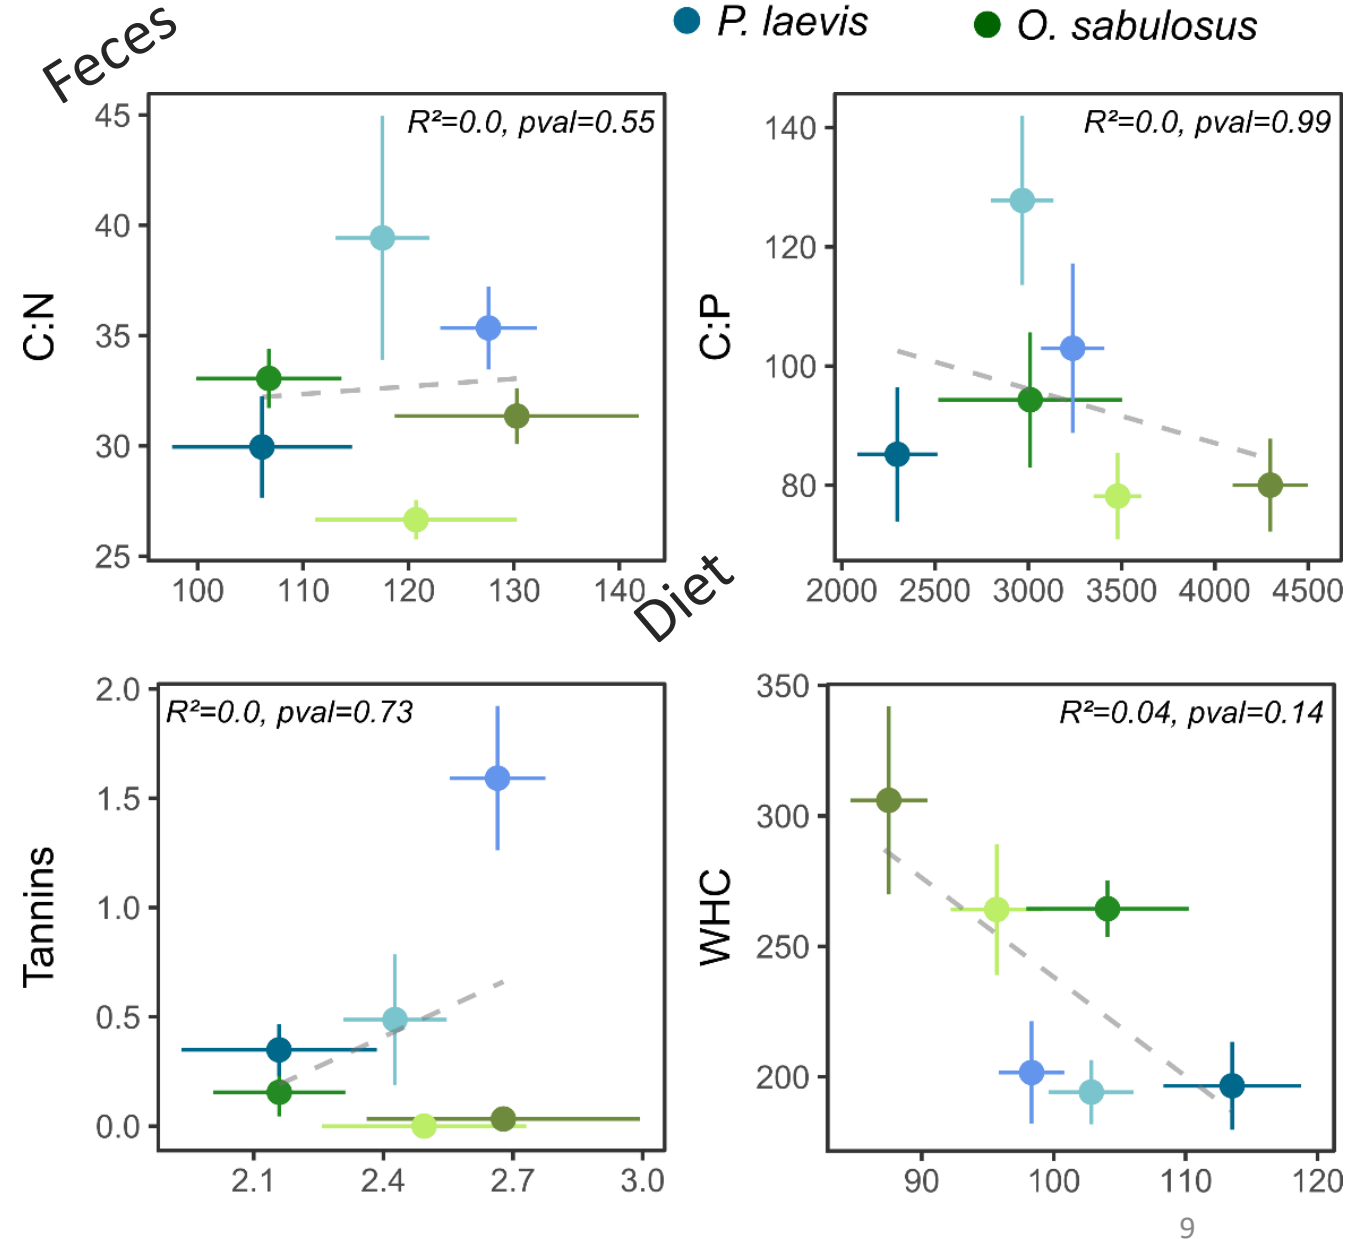 Feces
P. laevis
O. sabulosus
R²=0.0, pval=0.55
C:N
45
40
35
30
25
100 110 120 130 140
R²=0.0, pval=0.99
C:P
140
120
100
80
2000 2500 3000 3500 4000 4500
Diet
R²=0.0, pval=0.73
Tannins
2.0
1.5
1.0
0.5
0.0
2.1 2.4 2.7 3.0
R²=0.04, pval=0.14
WHC
350
300
250
200
90 100 110 120
9